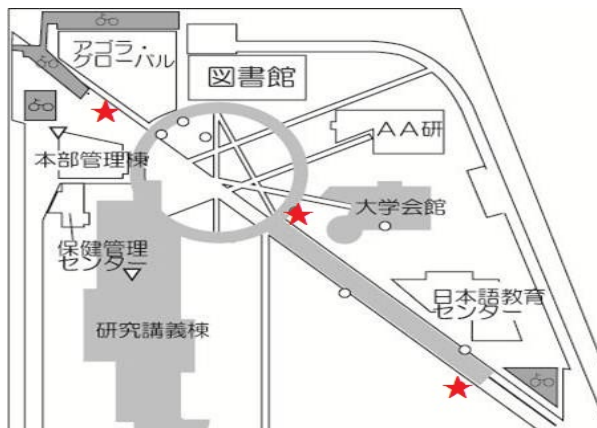 アゴラ・
グローバル
図書館
AA研
本部管理棟
大学会館
保健管理
センター
日本語教育
センター
研究講義棟